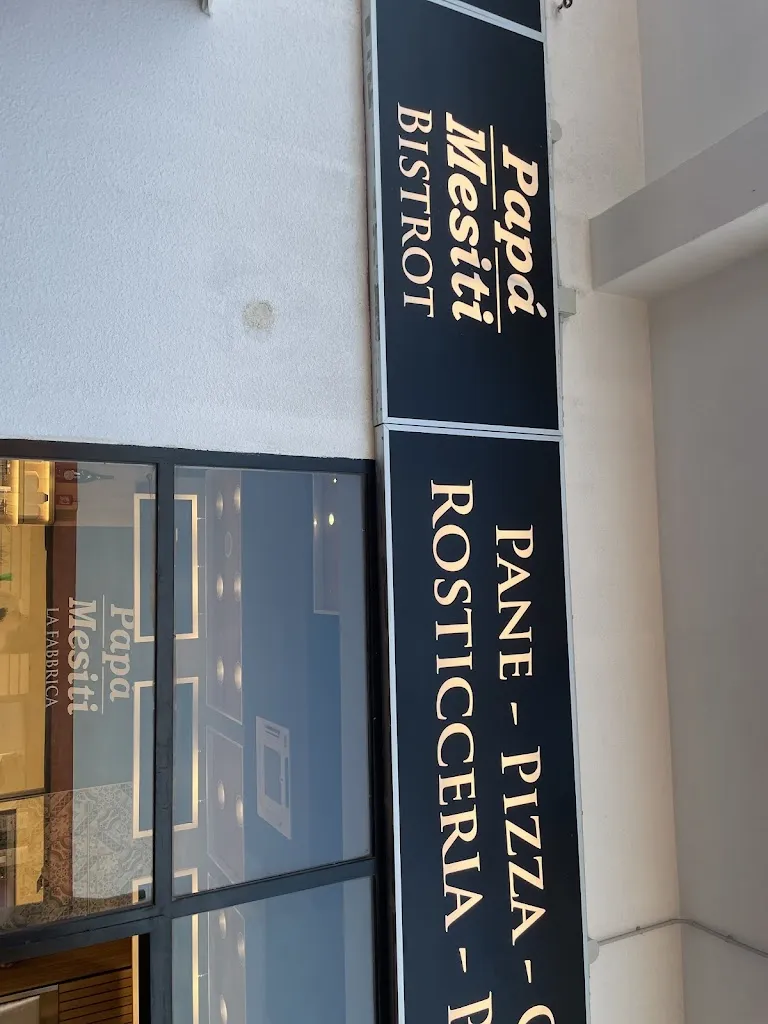 Papá
Mesiti
BISTROT
PANE - PIZZA -
ROSTICCERIA -
Papá
Mesiti
LA FABBRICA